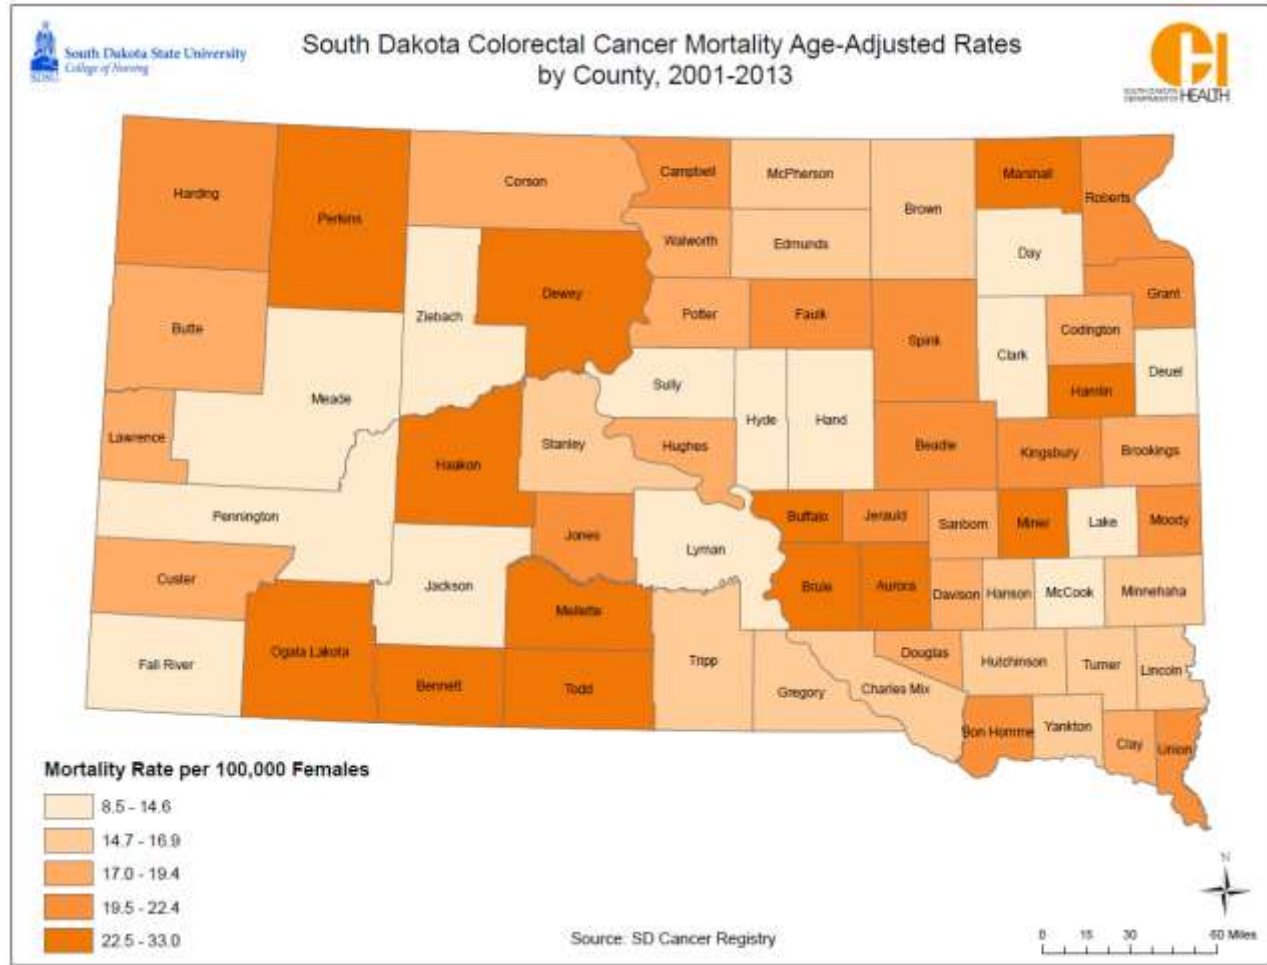 South Dakota State University
College of Nursing
SDSU
South Dakota Colorectal Cancer Mortality Age-Adjusted Rates
by County, 2001-2013
SOUTH DAKOTA
DEPARTMENT OF HEALTH
Harding
Perkins
Corson
Campbell
McPherson
Brown
Marshall
Roberts
Walworth
Edmunds
Day
Butte
Ziebach
Dewey
Potter
Faulk
Spink
Clark
Codington
Grant
Meade
Sully
Hyde
Hand
Hamlin
Deuel
Lawrence
Haakon
Stanley
Hughes
Beadle
Kingsbury
Brookings
Pennington
Jones
Lyman
Buffalo
Jerauld
Sanborn
Miner
Lake
Moody
Custer
Jackson
Mellette
Brule
Aurora
Davison
Hanson
McCook
Minnehaha
Fall River
Ogala Lakota
Bennett
Todd
Tripp
Gregory
Charles Mix
Douglas
Hutchinson
Turner
Lincoln
Bon Homme
Yankton
Clay
Union
Mortality Rate per 100,000 Females
8.5 - 14.6
14.7 - 16.9
17.0 - 19.4
19.5 - 22.4
22.5 - 33.0
Source: SD Cancer Registry
N
0 15 30 60 Miles